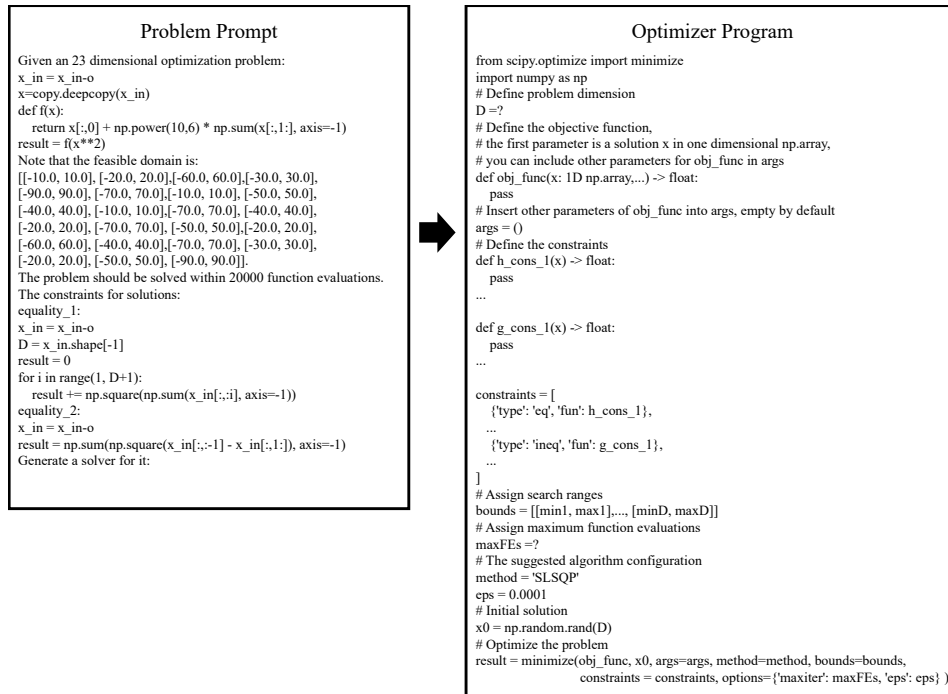 Problem Prompt
Given an 23 dimensional optimization problem:
x_in = x_in-o
x=copy.deepcopy(x_in)
def f(x):
return x[:,0] + np.power(10,6) * np.sum(x[:,1:], axis=-1)
result = f(x**2)
Note that the feasible domain is:
[[-10.0, 10.0], [-20.0, 20.0],[-60.0, 60.0],[-30.0, 30.0],
[-90.0, 90.0], [-70.0, 70.0],[-10.0, 10.0], [-50.0, 50.0],
[-40.0, 40.0], [-10.0, 10.0],[-70.0, 70.0], [-40.0, 40.0],
[-20.0, 20.0], [-70.0, 70.0], [-50.0, 50.0],[-20.0, 20.0],
[-60.0, 60.0], [-40.0, 40.0],[-70.0, 70.0], [-30.0, 30.0],
[-20.0, 20.0], [-50.0, 50.0], [-90.0, 90.0]].
The problem should be solved within 20000 function evaluations.
The constraints for solutions:
equality_1:
x_in = x_in-o
D = x_in.shape[-1]
result = 0
for i in range(1, D+1):
result += np.square(np.sum(x_in[:,:i], axis=-1))
equality_2:
x_in = x_in-o
result = np.sum(np.square(x_in[:,:-1] - x_in[:,1:]), axis=-1)
Generate a solver for it:
Optimizer Program
from scipy.optimize import minimize
import numpy as np
# Define problem dimension
D =?
# Define the objective function,
# the first parameter is a solution x in one dimensional np.array,
# you can include other parameters for obj_func in args
def obj_func(x: 1D np.array,...) -> float:
pass
# Insert other parameters of obj_func into args, empty by default
args = ()
# Define the constraints
def h_cons_1(x) -> float:
pass
...
def g_cons_1(x) -> float:
pass
...
constraints = [
{'type': 'eq', 'fun': h_cons_1},
...
{'type': 'ineq', 'fun': g_cons_1},
...
]
# Assign search ranges
bounds = [[min1, max1],..., [minD, maxD]]
# Assign maximum function evaluations
maxFEs =?
# The suggested algorithm configuration
method = 'SLSQP'
eps = 0.0001
# Initial solution
x0 = np.random.rand(D)
# Optimize the problem
result = minimize(obj_func, x0, args=args, method=method, bounds=bounds,
constraints = constraints, options={'maxiter': maxFEs, 'eps': eps} )